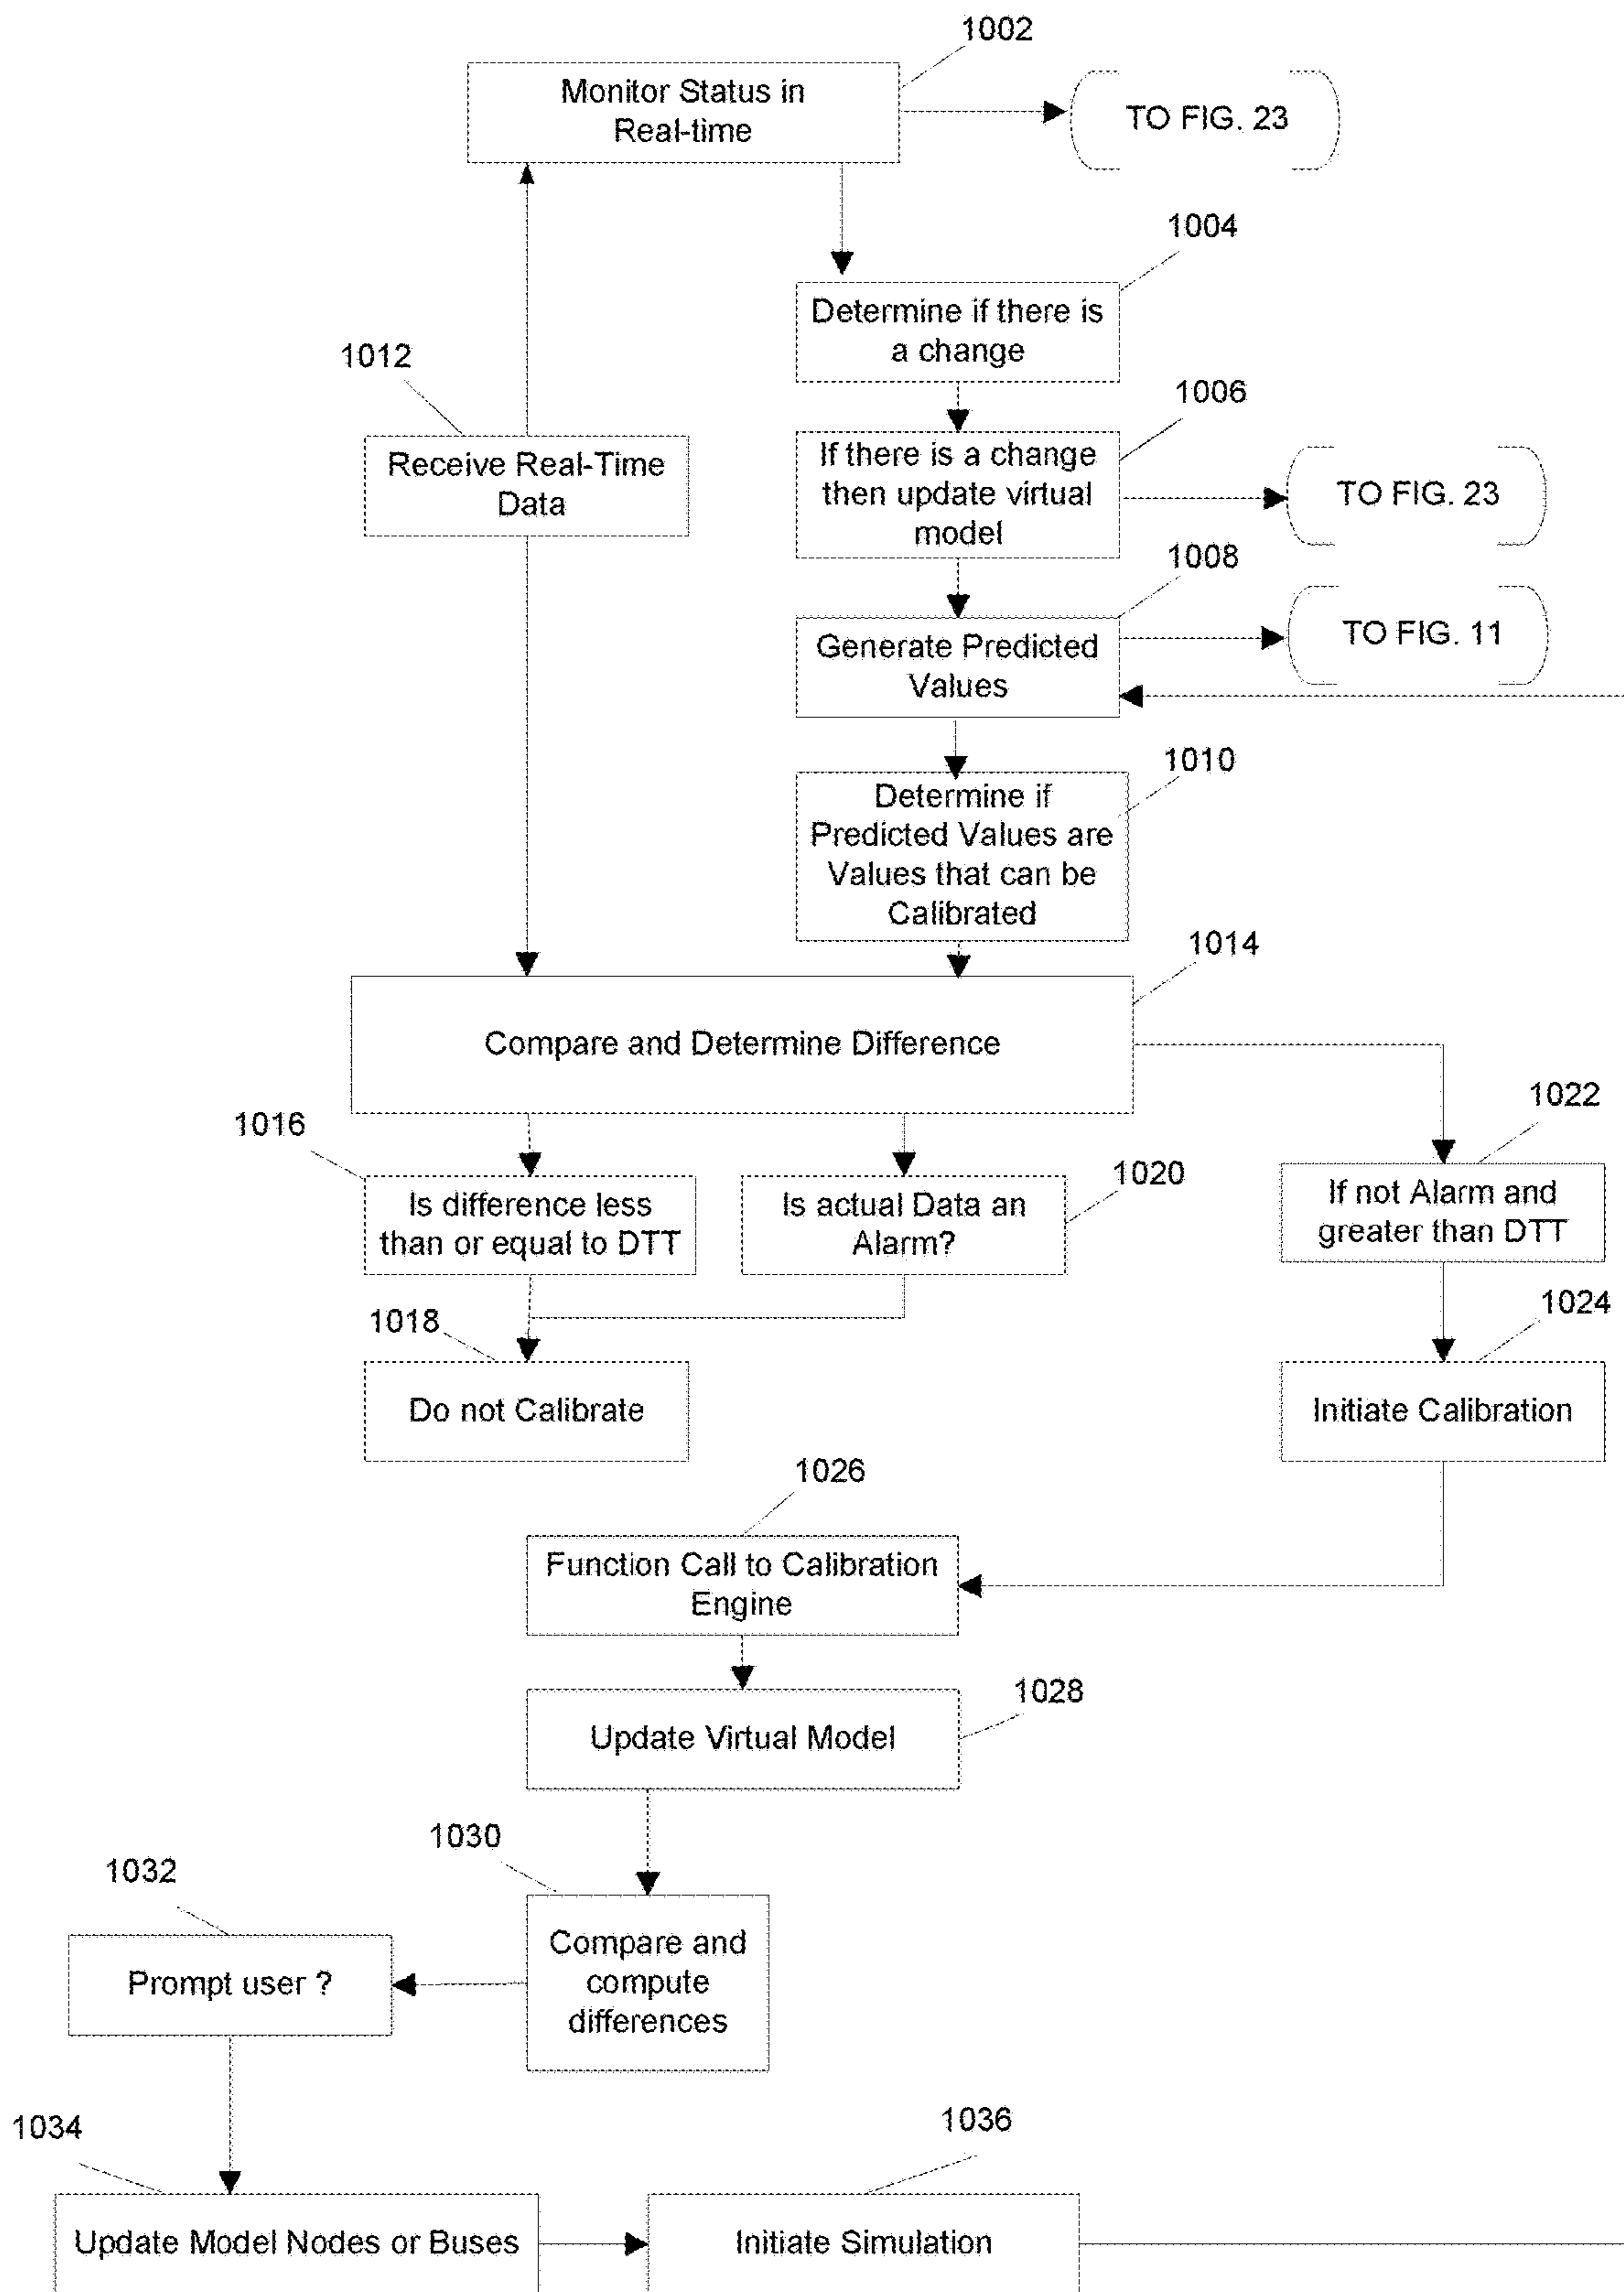 1002
Monitor Status in
Real-time
TO FIG. 23
1004
Determine if there is
a change
1012
Receive Real-Time
Data
1006
If there is a change
then update virtual
model
TO FIG. 23
1008
Generate Predicted
Values
TO FIG. 11
1010
Determine if
Predicted Values are
Values that can be
Calibrated
1014
Compare and Determine Difference
1016
Is difference less
than or equal to DTT
1020
Is actual Data an
Alarm?
1022
If not Alarm and
greater than DTT
1018
Do not Calibrate
1024
Initiate Calibration
1026
Function Call to Calibration
Engine
1028
Update Virtual Model
1030
Compare and
compute
differences
1032
Prompt user ?
1034
Update Model Nodes or Buses
1036
Initiate Simulation